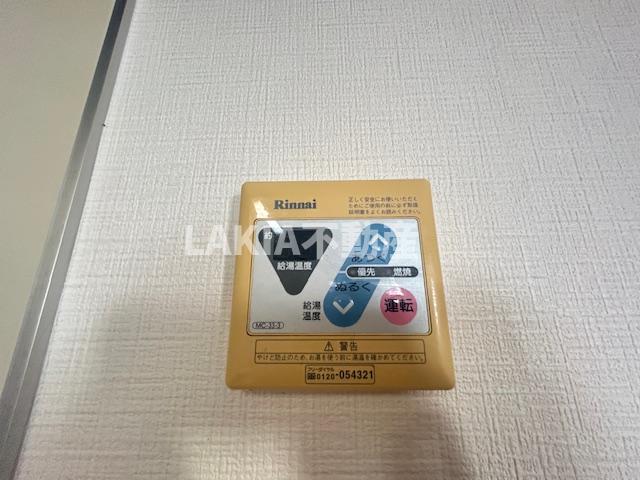 Rinnai
正しく安全にお使いいただく
ためにご使用の前に必ず取扱
説明書をよくお読みください。
約
LAKIA不動産
あつく
給湯温度
優先 燃焼
ぬるく
給湯
温度
運転
MC-33-3
⚠ 警告
やけど防止のため、お湯を使う前に湯温を確かめてください。
フリーダイヤル
0120-054321